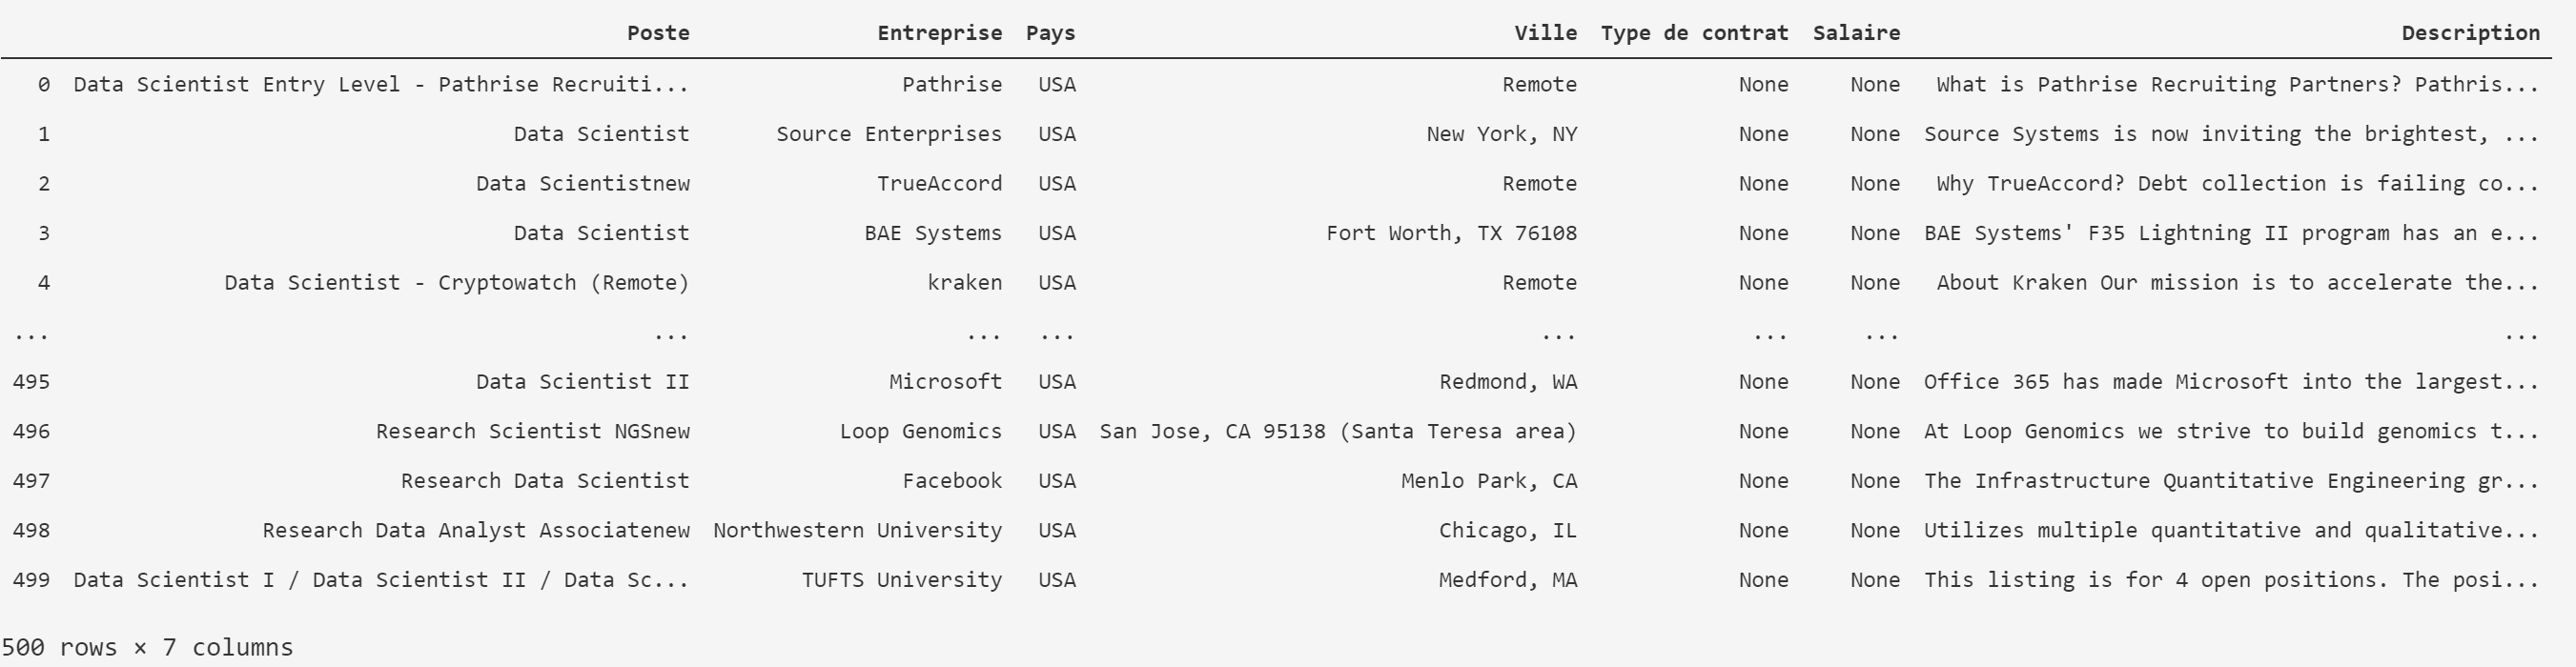 Poste Entreprise Pays Ville Type de contrat Salaire Description
0 Data Scientist Entry Level - Pathrise Recruiti... Pathrise USA Remote None None What is Pathrise Recruiting Partners? Pathris...
1 Data Scientist Source Enterprises USA New York, NY None None Source Systems is now inviting the brightest, ...
2 Data Scientistnew TrueAccord USA Remote None None Why TrueAccord? Debt collection is failing co...
3 Data Scientist BAE Systems USA Fort Worth, TX 76108 None None BAE Systems' F35 Lightning II program has an e...
4 Data Scientist - Cryptowatch (Remote) kraken USA Remote None None About Kraken Our mission is to accelerate the...
... ... ... ... ... ... ... ...
495 Data Scientist II Microsoft USA Redmond, WA None None Office 365 has made Microsoft into the largest...
496 Research Scientist NGSnew Loop Genomics USA San Jose, CA 95138 (Santa Teresa area) None None At Loop Genomics we strive to build genomics t...
497 Research Data Scientist Facebook USA Menlo Park, CA None None The Infrastructure Quantitative Engineering gr...
498 Research Data Analyst Associatenew Northwestern University USA Chicago, IL None None Utilizes multiple quantitative and qualitative...
499 Data Scientist I / Data Scientist II / Data Sc... TUFTS University USA Medford, MA None None This listing is for 4 open positions. The posi...
500 rows × 7 columns